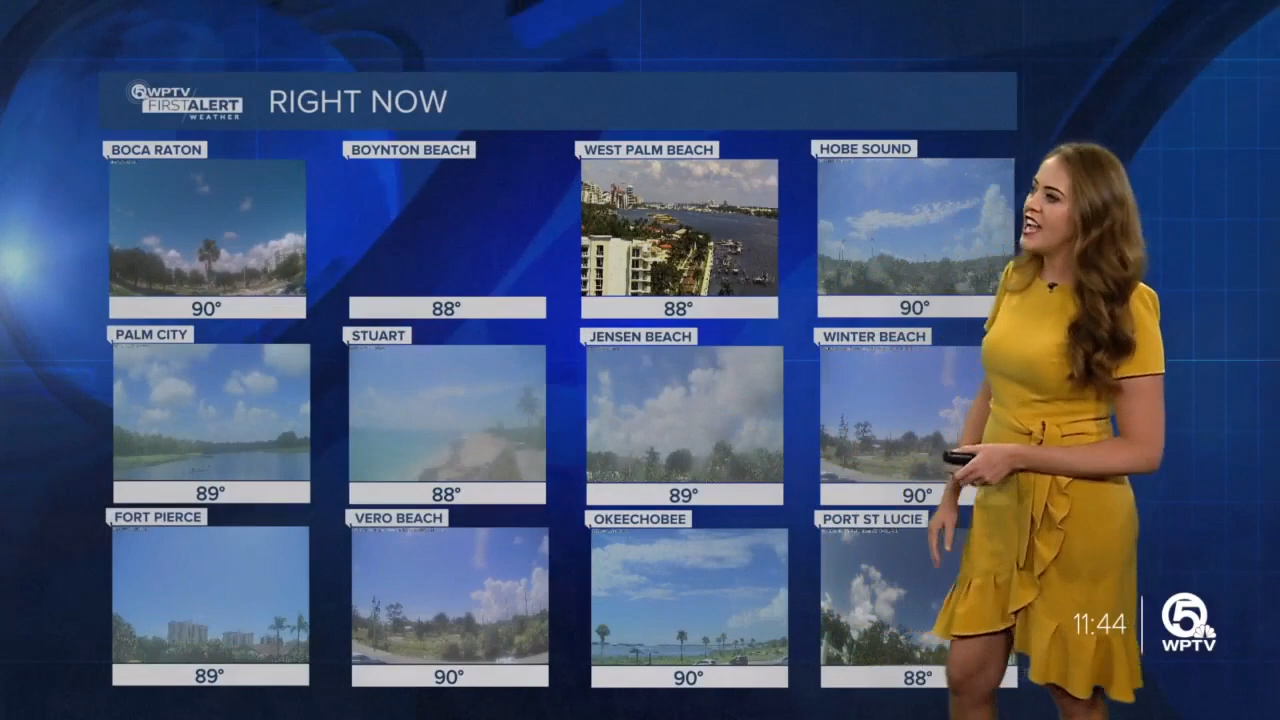 5 WPTV
FIRST ALERT
WEATHER
RIGHT NOW
BOCA RATON
BOYNTON BEACH
WEST PALM BEACH
HOBE SOUND
90°
88°
88°
90°
PALM CITY
STUART
JENSEN BEACH
WINTER BEACH
89°
88°
89°
90°
FORT PIERCE
VERO BEACH
OKEECHOBEE
PORT ST LUCIE
89°
90°
90°
88°
11:44
5
WPTV